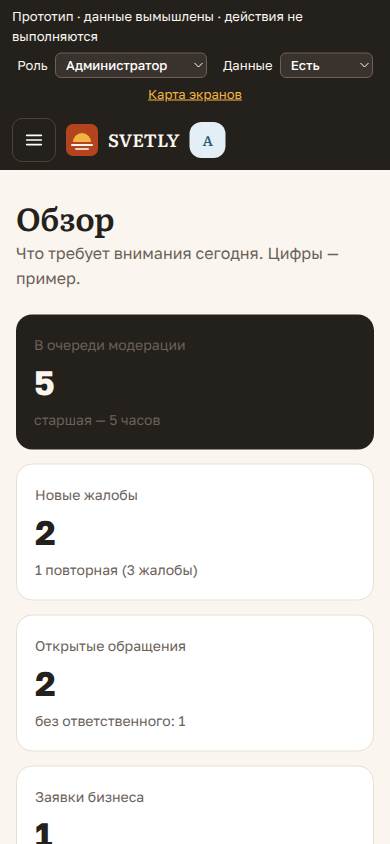 Прототип · данные вымышлены · действия не
выполняются
Роль Администратор Данные Есть
Карта экранов
SVETLY А
Обзор
Что требует внимания сегодня. Цифры —
пример.
В очереди модерации
5
старшая — 5 часов
Новые жалобы
2
1 повторная (3 жалобы)
Открытые обращения
2
без ответственного: 1
Заявки бизнеса
1